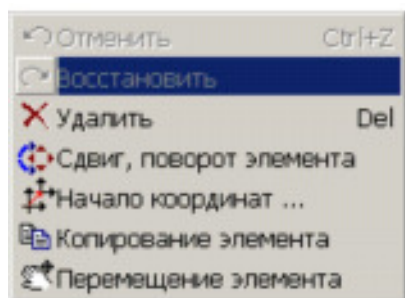 Отменить Ctrl+Z
Восстановить
Удалить Del
Сдвиг, поворот элемента
Начало координат ...
Копирование элемента
Перемещение элемента